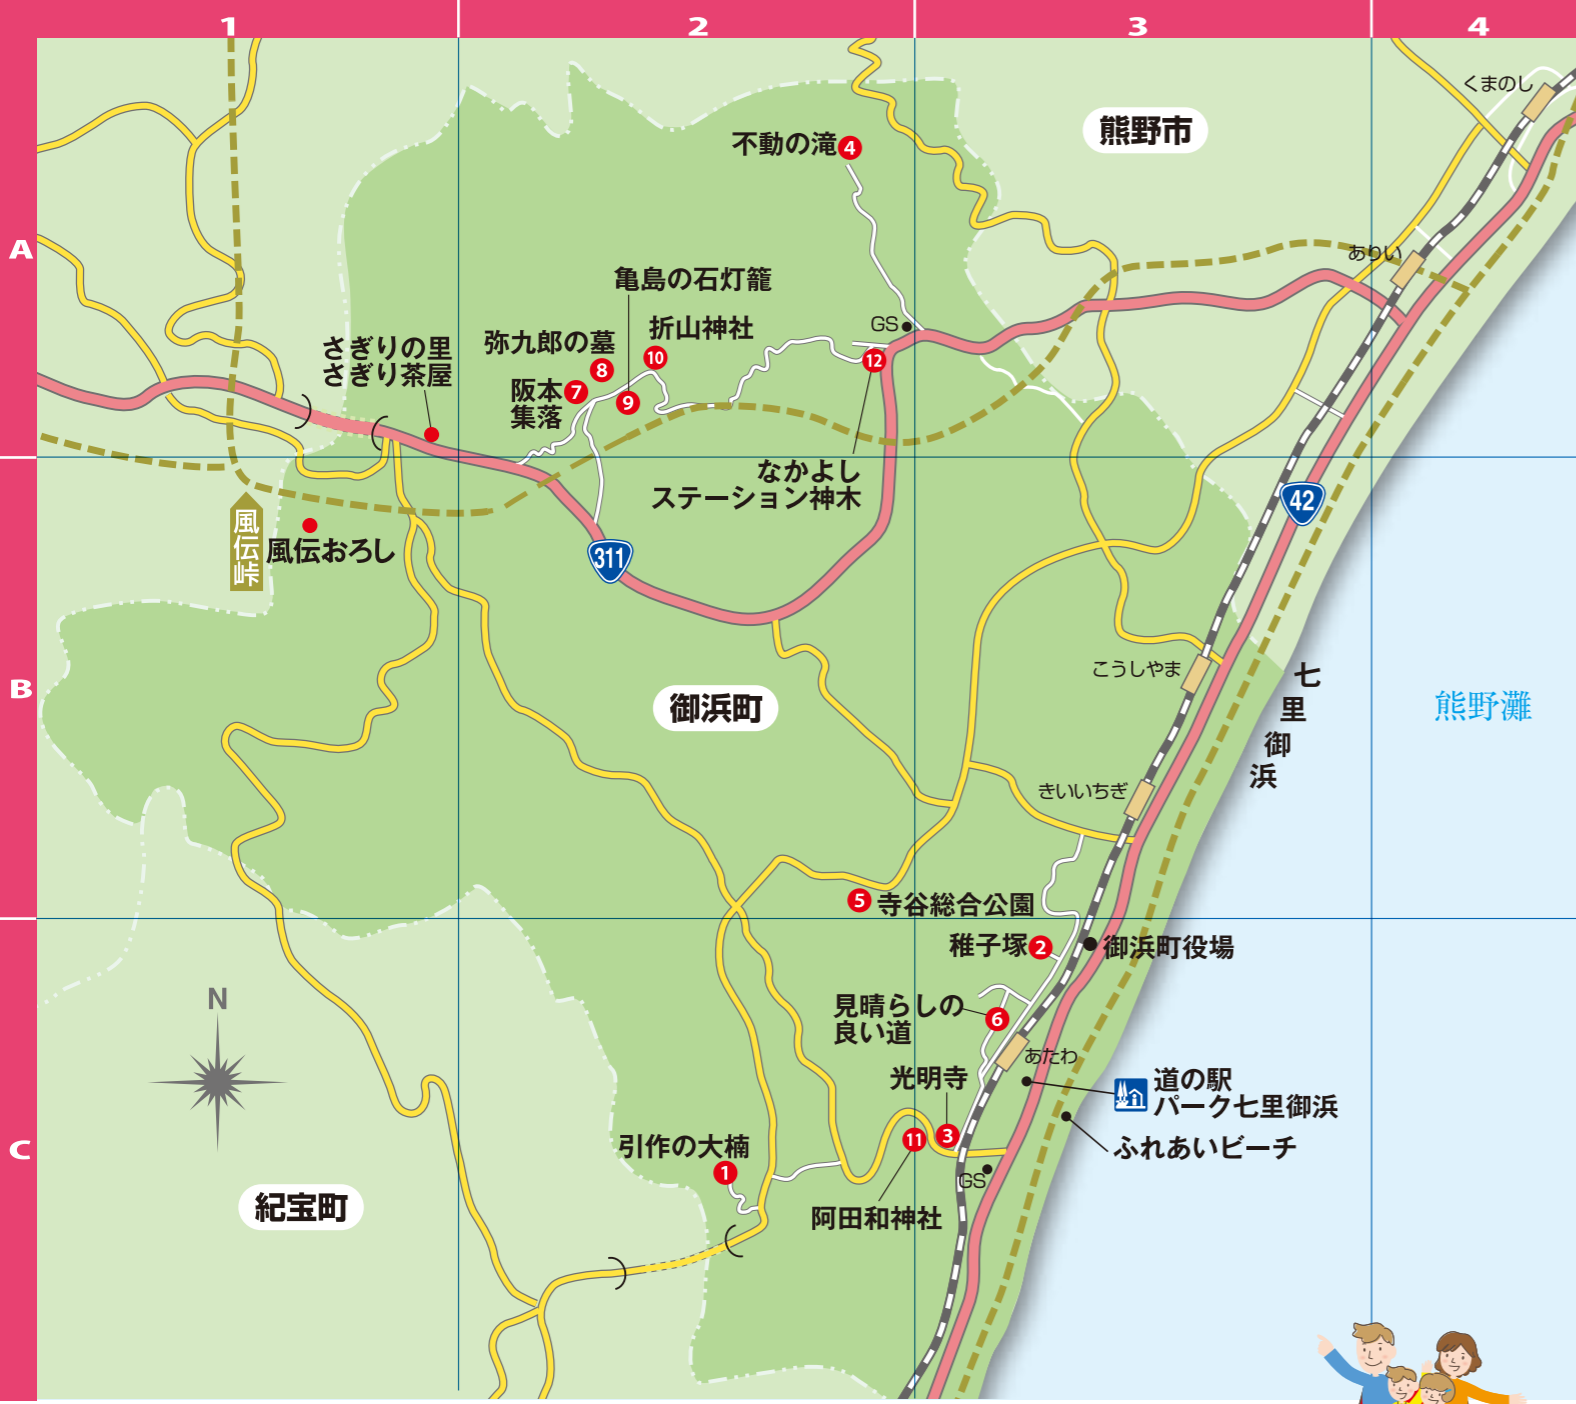 1
2
3
4
A
B
C
くまのし
熊野市
不動の滝 4
ありい
亀島の石灯籠
GS
折山神社
10
弥九郎の墓
8
さぎりの里
さぎり茶屋
阪本
集落
7
9
12
なかよし
ステーション神木
42
風伝峠
風伝おろし
311
こうしやま
七里御浜
御浜町
熊野灘
きいいちぎ
5 寺谷総合公園
稚子塚 2
御浜町役場
N
見晴らしの
良い道
6
あたわ
光明寺
道の駅
パーク七里御浜
3
11
ふれあいビーチ
引作の大楠
1
GS
紀宝町
阿田和神社